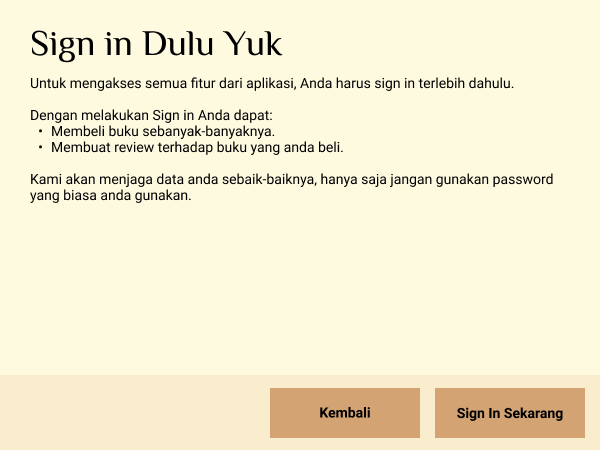 Sign in Dulu Yuk
Untuk mengakses semua fitur dari aplikasi, Anda harus sign in terlebih dahulu.
Dengan melakukan Sign in Anda dapat:
• Membeli buku sebanyak-banyaknya.
• Membuat review terhadap buku yang anda beli.
Kami akan menjaga data anda sebaik-baiknya, hanya saja jangan gunakan password
yang biasa anda gunakan.
Kembali
Sign In Sekarang